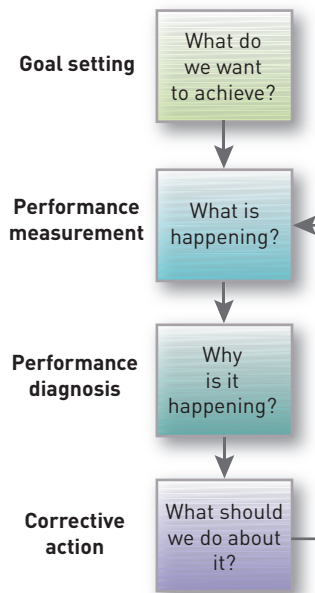 Goal setting
What do
we want
to achieve?
Performance
measurement
What is
happening?
Performance
diagnosis
Why
is it
happening?
Corrective
action
What should
we do about
it?